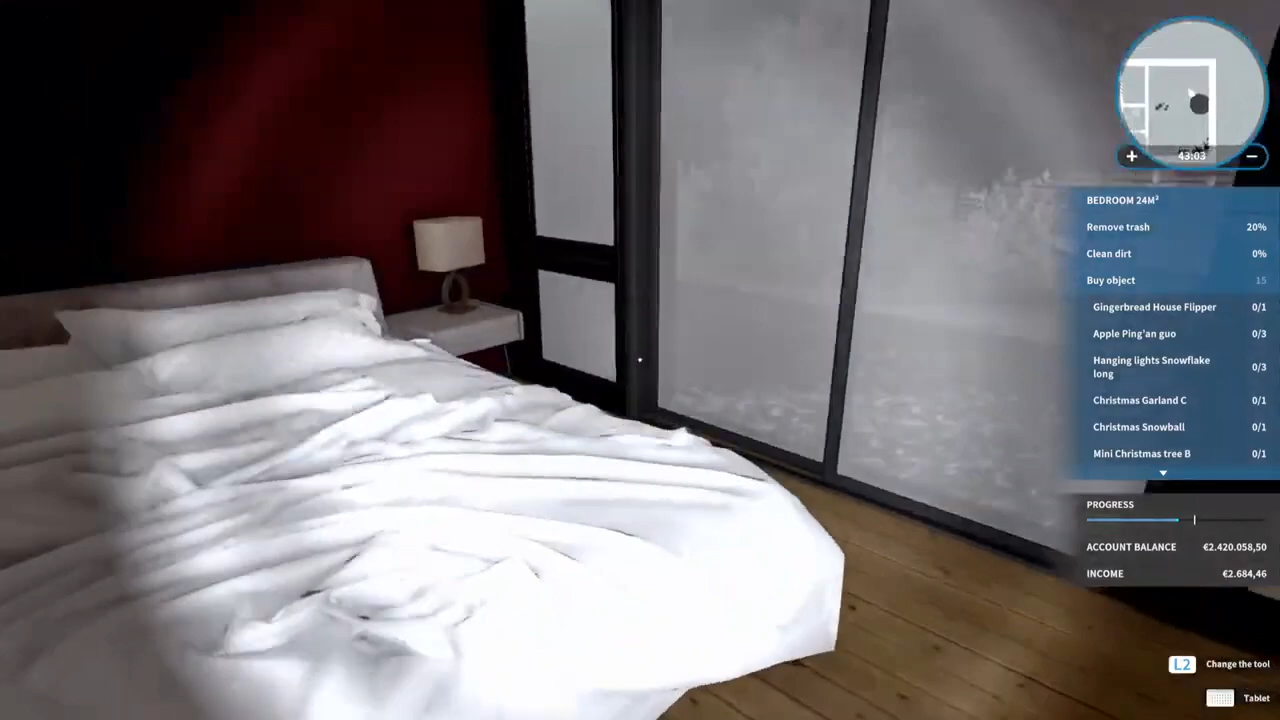 + 43:03 −
BEDROOM 24M²
Remove trash 20%
Clean dirt 0%
Buy object 15
Gingerbread House Flipper 0/1
Apple Ping'an guo 0/3
Hanging lights Snowflake
long 0/3
Christmas Garland C 0/1
Christmas Snowball 0/1
Mini Christmas tree B 0/1
PROGRESS
ACCOUNT BALANCE €2.420.058,50
INCOME €2.684,46
L2 Change the tool
Tablet